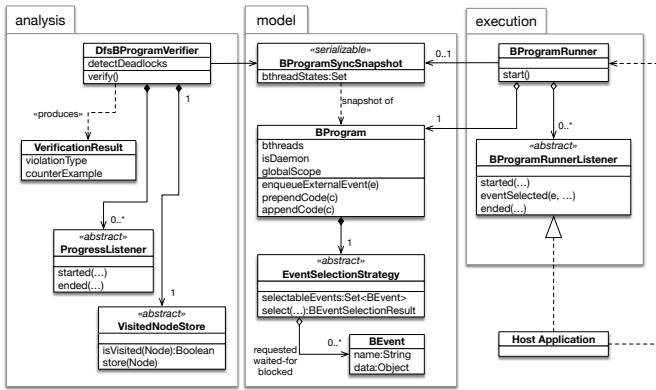 analysis
DfsBProgramVerifier
detectDeadlocks
verify()
1
«produces»
VerificationResult
violationType
counterExample
0..*
«abstract»
ProgressListener
started(...)
ended(...)
1
«abstract»
VisitedNodeStore
isVisited(Node):Boolean
store(Node)
model
«serializable»
BProgramSyncSnapshot
bthreadStates:Set
snapshot of
BProgram
bthreads
isDaemon
globalScope
enqueueExternalEvent(e)
prependCode(c)
appendCode(c)
1
«abstract»
EventSelectionStrategy
selectableEvents:Set<BEvent>
select(...):BEventSelectionResult
requested
waited-for
blocked
0..*
BEvent
name:String
data:Object
execution
0..1
BProgramRunner
start()
1
0..*
«abstract»
BProgramRunnerListener
started(...)
eventSelected(e, ...)
ended(...)
Host Application